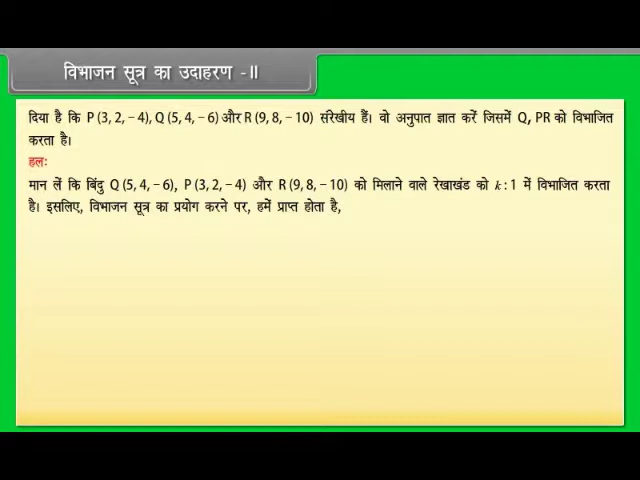 विभाजन सूत्र का उदाहरण - II
दिया है कि P (3, 2, − 4), Q (5, 4, − 6) और R (9, 8, − 10) संरेखीय हैं। वो अनुपात ज्ञात करें जिसमें Q, PR को विभाजित
करता है।
हलः
मान लें कि बिंदु Q (5, 4, − 6), P (3, 2, − 4) और R (9, 8, − 10) को मिलाने वाले रेखाखंड को k : 1 में विभाजित करता
है। इसलिए, विभाजन सूत्र का प्रयोग करने पर, हमें प्राप्त होता है,